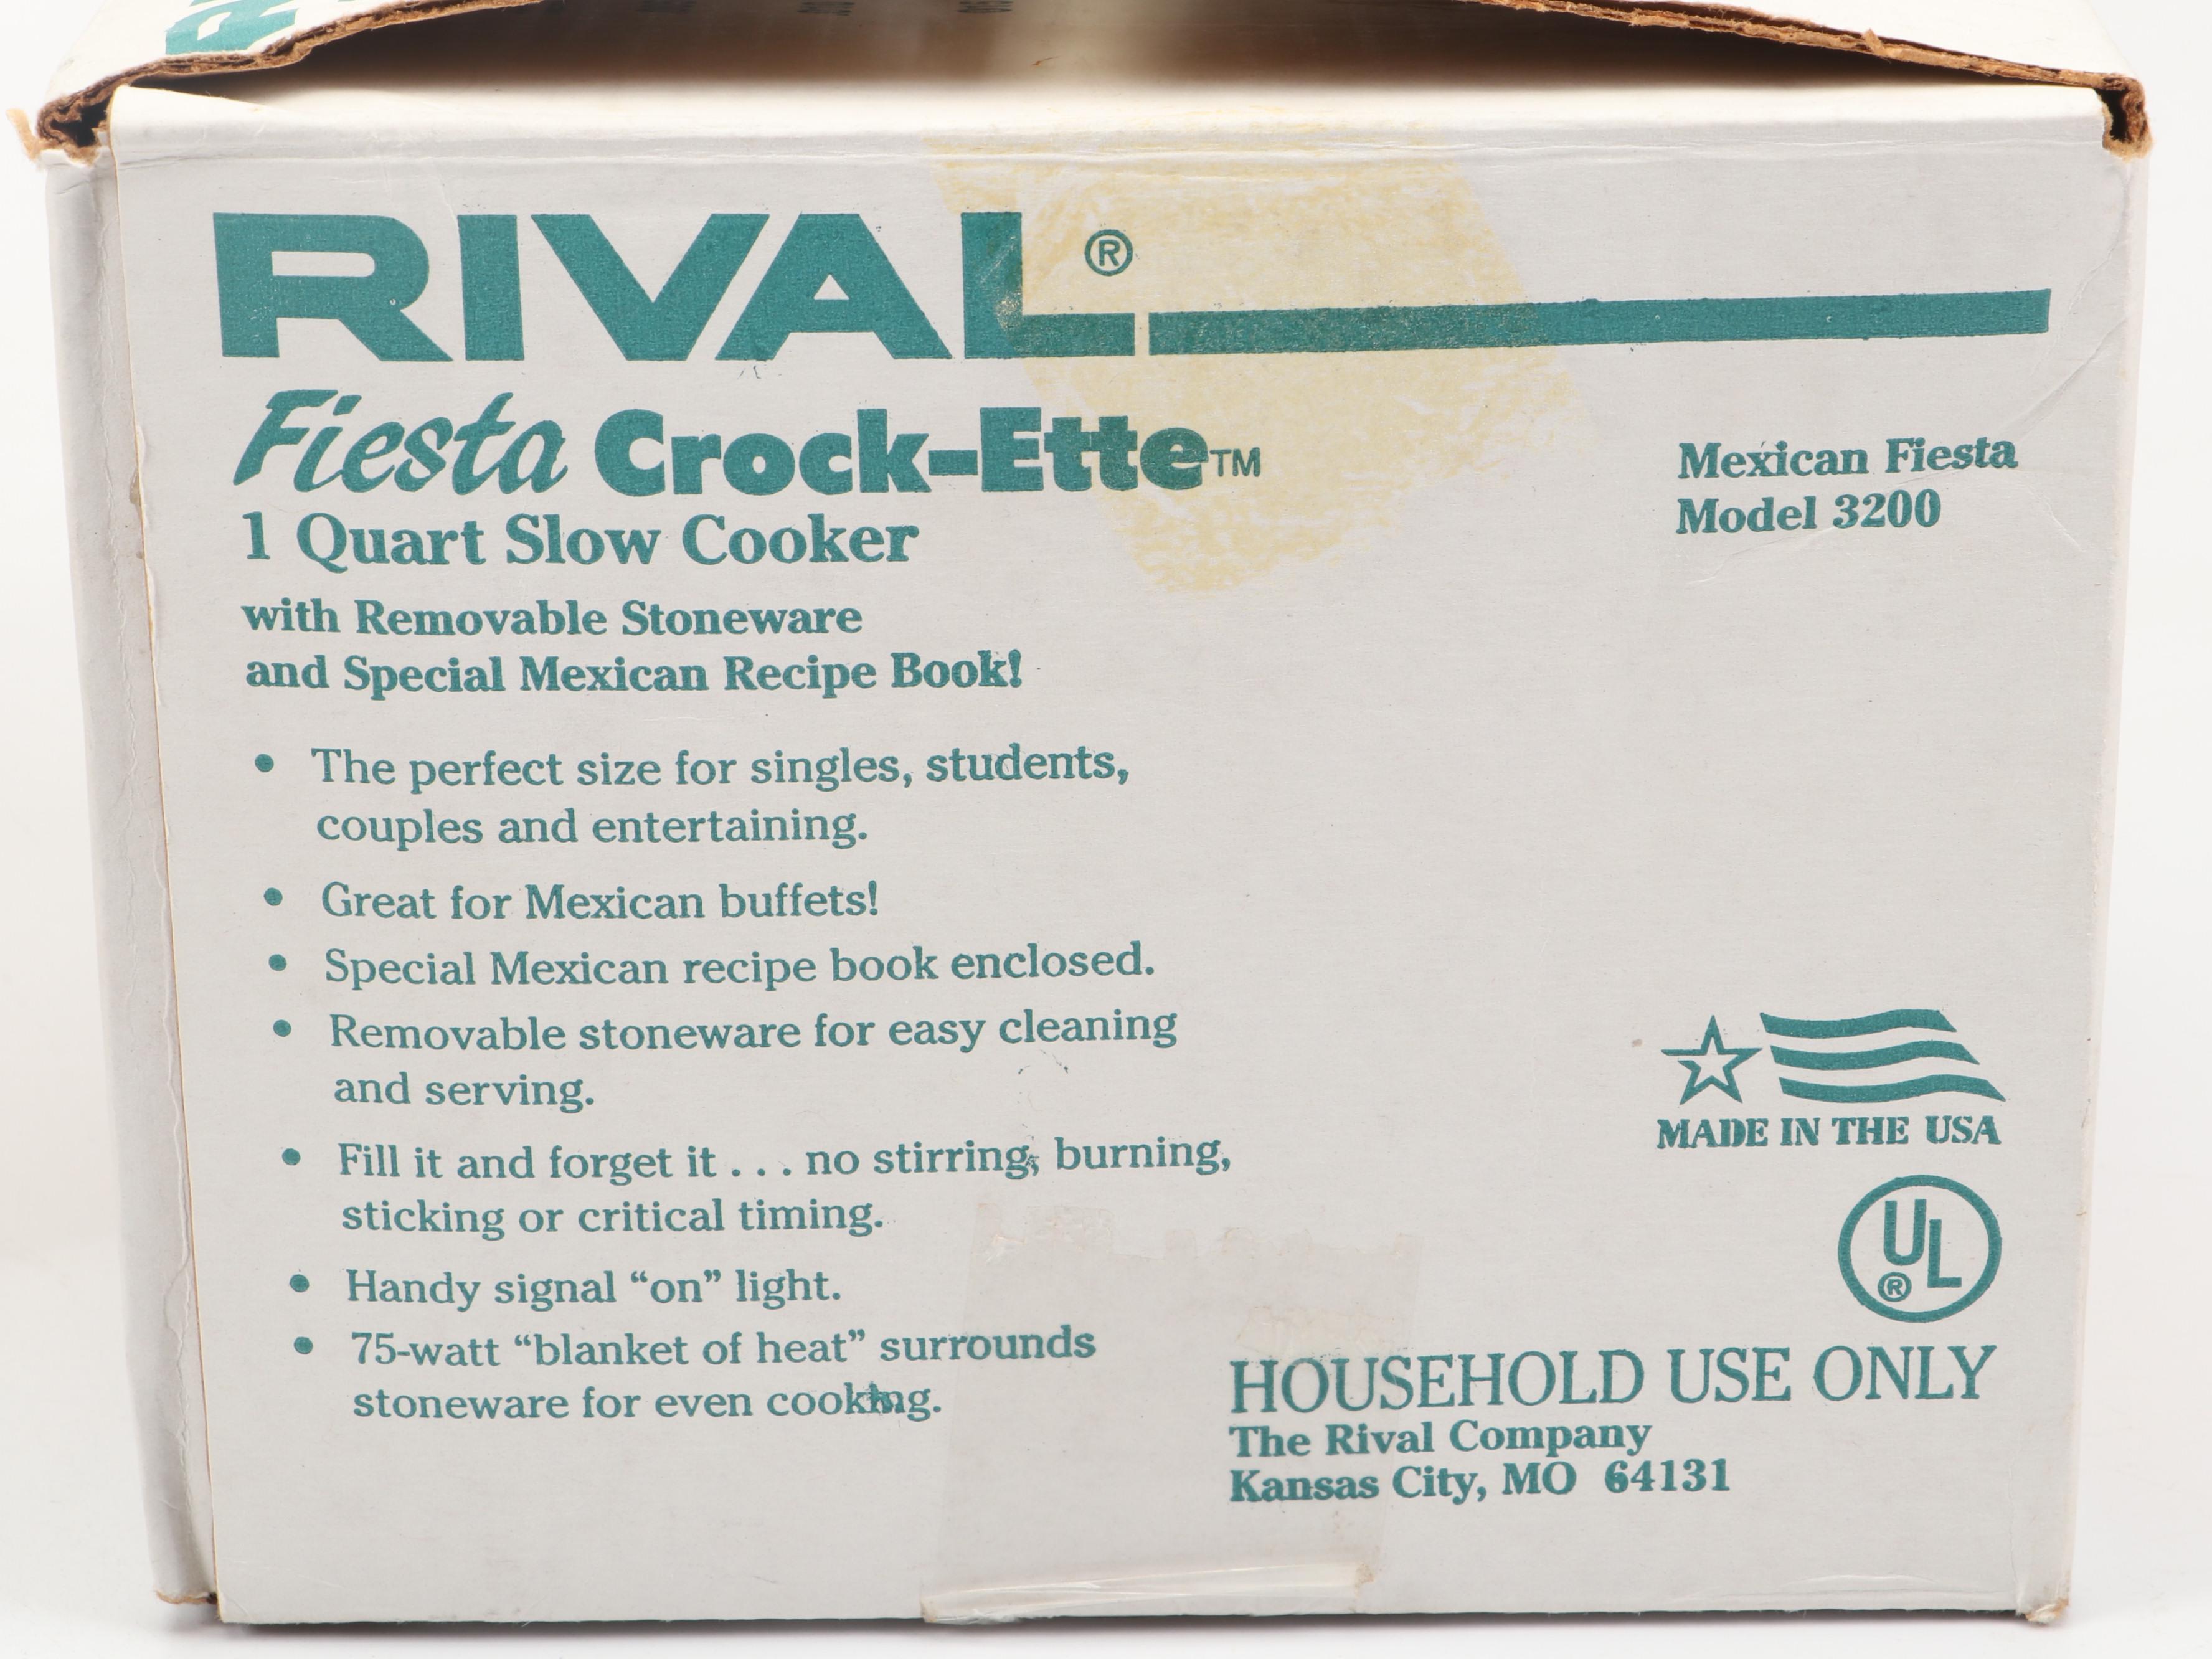 RIVAL®
Fiesta Crock-Ette™
1 Quart Slow Cooker
with Removable Stoneware
and Special Mexican Recipe Book!
Mexican Fiesta
Model 3200
• The perfect size for singles, students,
couples and entertaining.
• Great for Mexican buffets!
• Special Mexican recipe book enclosed.
• Removable stoneware for easy cleaning
and serving.
• Fill it and forget it . . . no stirring, burning,
sticking or critical timing.
• Handy signal “on” light.
• 75-watt “blanket of heat” surrounds
stoneware for even cooking.
MADE IN THE USA
UL®
HOUSEHOLD USE ONLY
The Rival Company
Kansas City, MO 64131